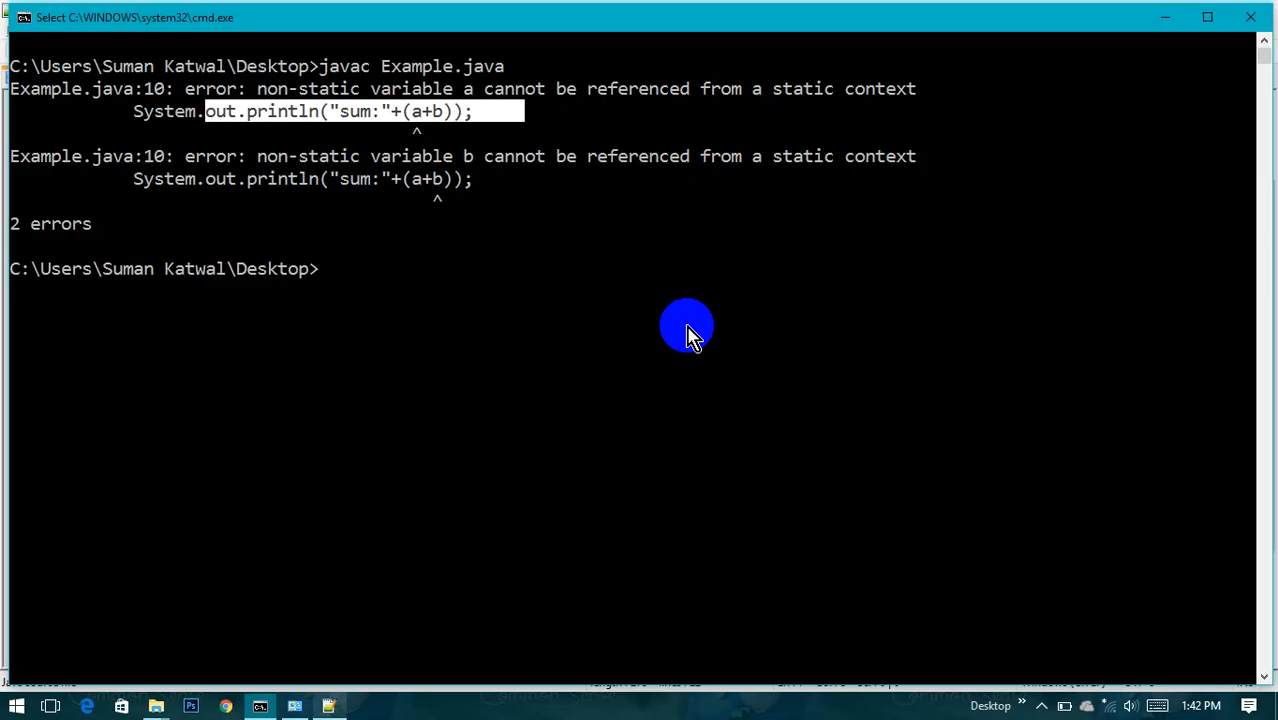 Select C:\WINDOWS\system32\cmd.exe
C:\Users\Suman Katwal\Desktop>javac Example.java
Example.java:10: error: non-static variable a cannot be referenced from a static context
System.out.println("sum:"+(a+b));
^
Example.java:10: error: non-static variable b cannot be referenced from a static context
System.out.println("sum:"+(a+b));
^
2 errors
C:\Users\Suman Katwal\Desktop>
Desktop
1:42 PM